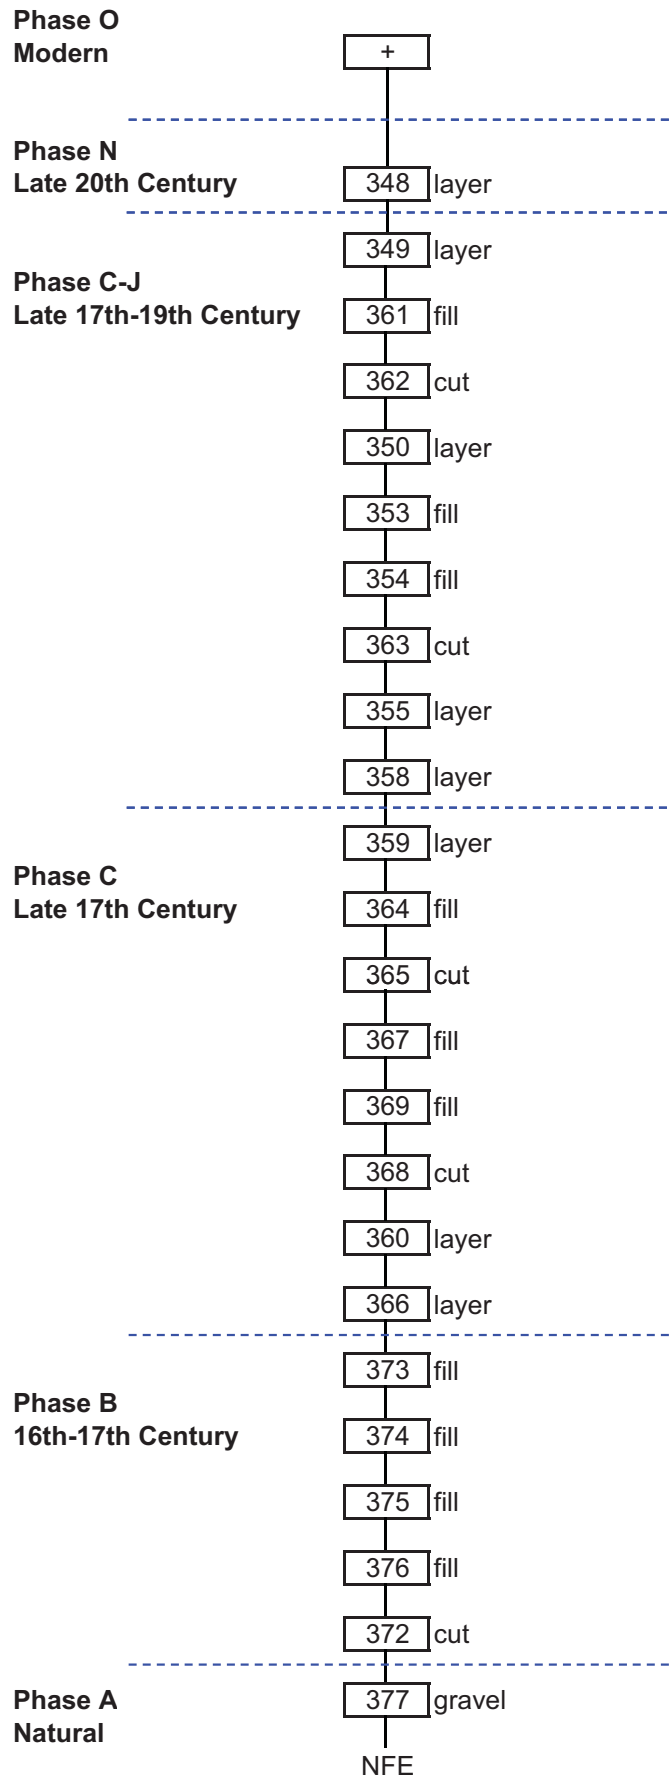 Phase O
Modern
+
Phase N
Late 20th Century
348 layer
349 layer
Phase C-J
Late 17th-19th Century
361 fill
362 cut
350 layer
353 fill
354 fill
363 cut
355 layer
358 layer
359 layer
Phase C
Late 17th Century
364 fill
365 cut
367 fill
369 fill
368 cut
360 layer
366 layer
373 fill
Phase B
16th-17th Century
374 fill
375 fill
376 fill
372 cut
Phase A
Natural
377 gravel
NFE